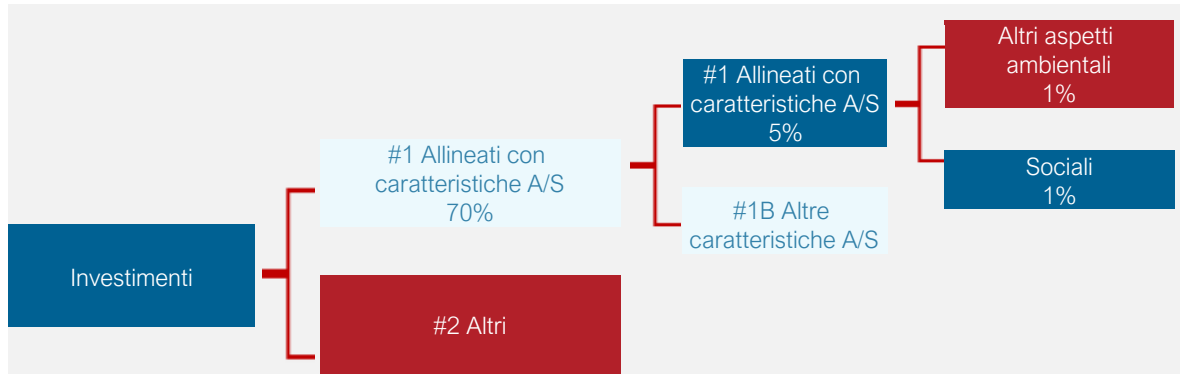 Investimenti
#1 Allineati con
caratteristiche A/S
70%
#2 Altri
#1 Allineati con
caratteristiche A/S
5%
#1B Altre
caratteristiche A/S
Altri aspetti
ambientali
1%
Sociali
1%